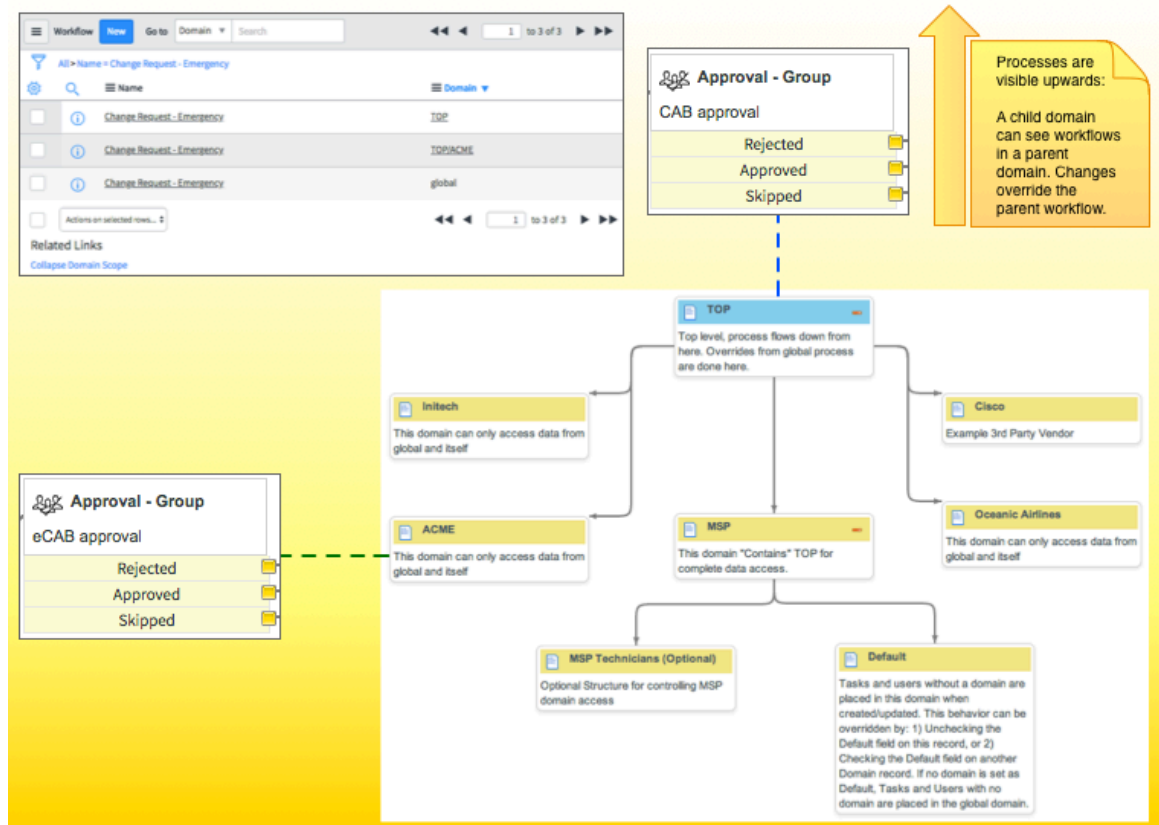 Workflow New Go to Domain Search 1 to 3 of 3
All > Name = Change Request - Emergency
Name Domain
Change Request - Emergency TOP
Change Request - Emergency TOP/ACME
Change Request - Emergency global
Actions on selected rows... 1 to 3 of 3
Related Links
Collapse Domain Scope
Approval - Group
CAB approval
Rejected
Approved
Skipped
Processes are
visible upwards:
A child domain
can see workflows
in a parent
domain. Changes
override the
parent workflow.
TOP
Top level, process flows down from
here. Overrides from global process
are done here.
Initech
This domain can only access data from
global and itself
Cisco
Example 3rd Party Vendor
Approval - Group
eCAB approval
Rejected
Approved
Skipped
ACME
This domain can only access data from
global and itself
MSP
This domain "Contains" TOP for
complete data access.
Oceanic Airlines
This domain can only access data from
global and itself
MSP Technicians (Optional)
Optional Structure for controlling MSP
domain access
Default
Tasks and users without a domain are
placed in this domain when
created/updated. This behavior can be
overridden by: 1) Unchecking the
Default field on this record, or 2)
Checking the Default field on another
Domain record. If no domain is set as
Default, Tasks and Users with no
domain are placed in the global domain.